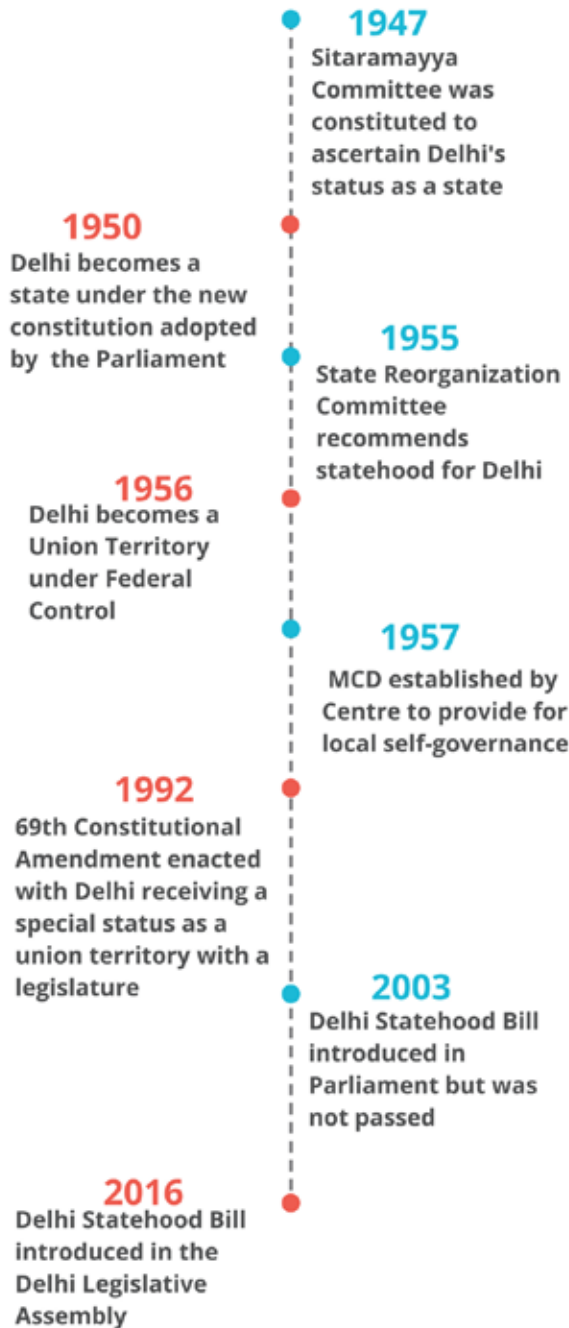 1947
Sitaramayya
Committee was
constituted to
ascertain Delhi's
status as a state
1950
Delhi becomes a
state under the new
constitution adopted
by the Parliament
1955
State Reorganization
Committee
recommends
statehood for Delhi
1956
Delhi becomes a
Union Territory
under Federal
Control
1957
MCD established by
Centre to provide for
local self-governance
1992
69th Constitutional
Amendment enacted
with Delhi receiving a
special status as a
union territory with a
legislature
2003
Delhi Statehood Bill
introduced in
Parliament but was
not passed
2016
Delhi Statehood Bill
introduced in the
Delhi Legislative
Assembly